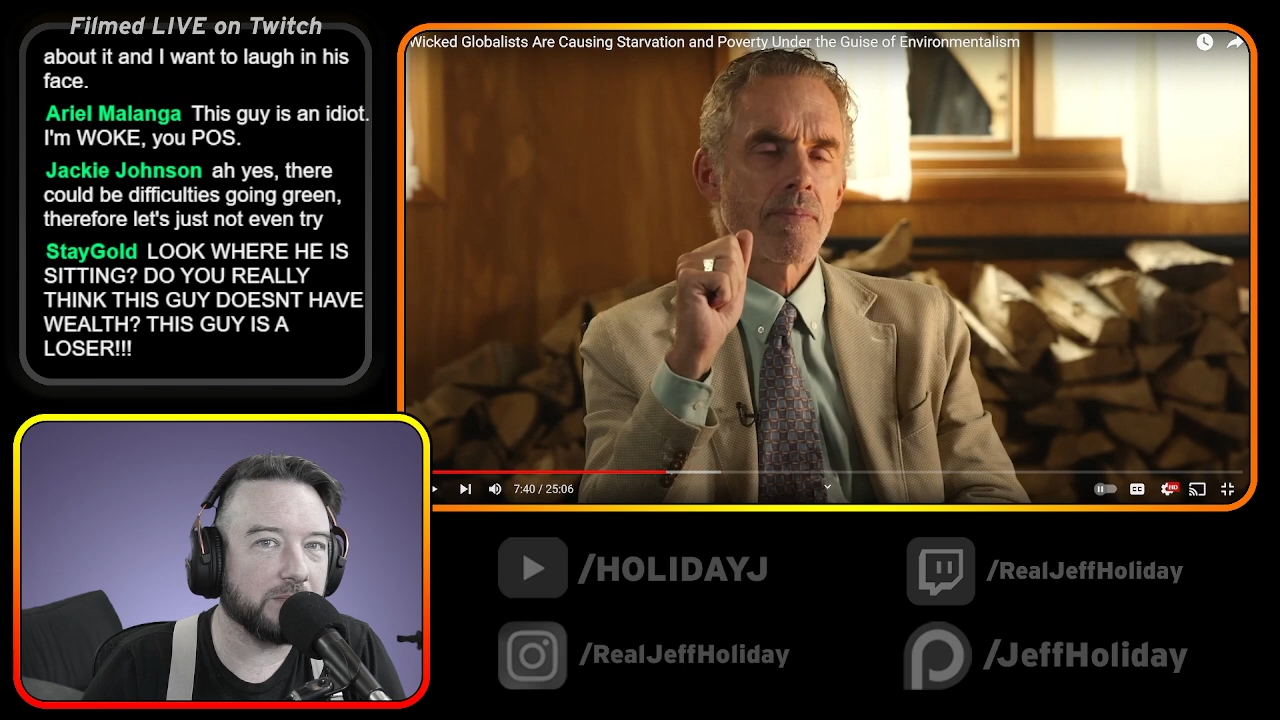 Filmed LIVE on Twitch
about it and I want to laugh in his
face.
Ariel Malanga This guy is an idiot.
I'm WOKE, you POS.
Jackie Johnson ah yes, there
could be difficulties going green,
therefore let's just not even try
StayGold LOOK WHERE HE IS
SITTING? DO YOU REALLY
THINK THIS GUY DOESNT HAVE
WEALTH? THIS GUY IS A
LOSER!!!
Wicked Globalists Are Causing Starvation and Poverty Under the Guise of Environmentalism
7:40 / 25:06
CC
HD
/HOLIDAYJ
/RealJeffHoliday
/RealJeffHoliday
/JeffHoliday